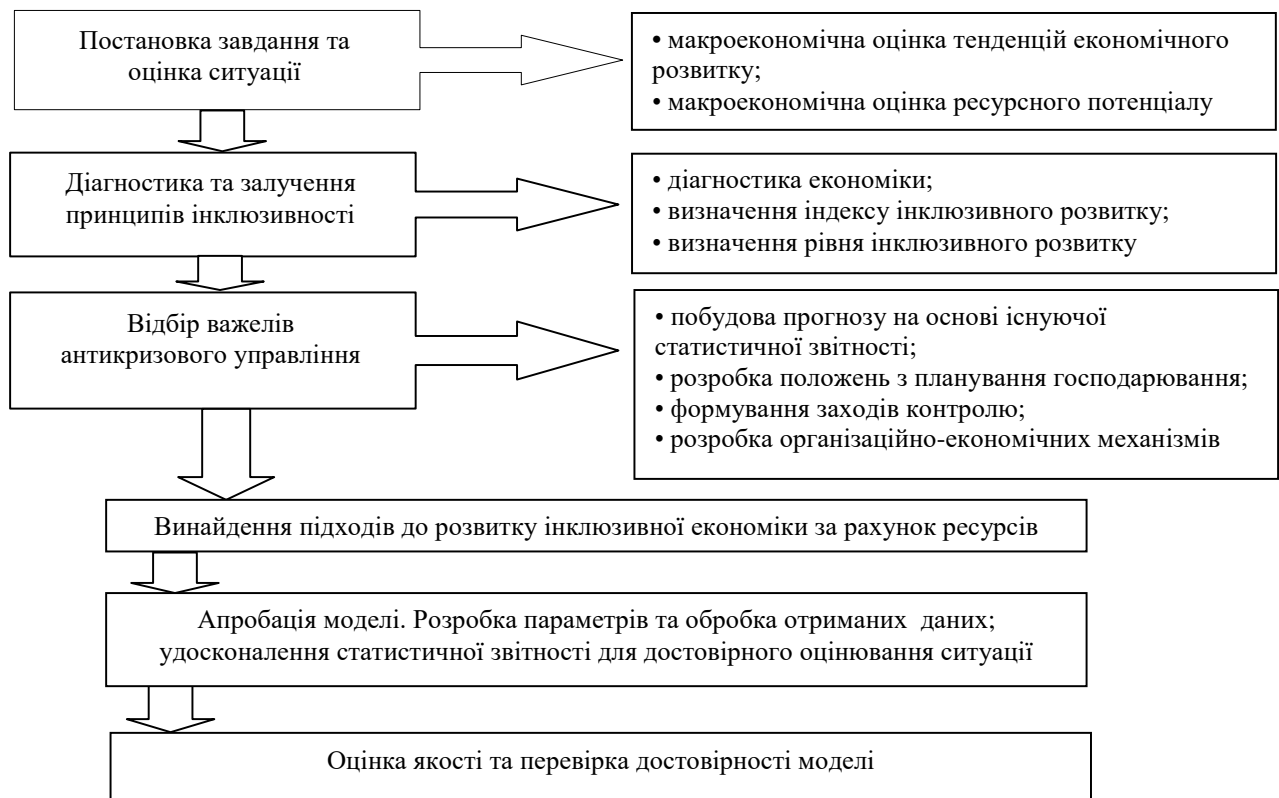 Постановка завдання та
оцінка ситуації
• макроекономічна оцінка тенденцій економічного
розвитку;
• макроекономічна оцінка ресурсного потенціалу
Діагностика та залучення
принципів інклюзивності
• діагностика економіки;
• визначення індексу інклюзивного розвитку;
• визначення рівня інклюзивного розвитку
Відбір важелів
антикризового управління
• побудова прогнозу на основі існуючої
статистичної звітності;
• розробка положень з планування господарювання;
• формування заходів контролю;
• розробка організаційно-економічних механізмів
Винайдення підходів до розвитку інклюзивної економіки за рахунок ресурсів
Апробація моделі. Розробка параметрів та обробка отриманих  даних;
удосконалення статистичної звітності для достовірного оцінювання ситуації
Оцінка якості та перевірка достовірності моделі